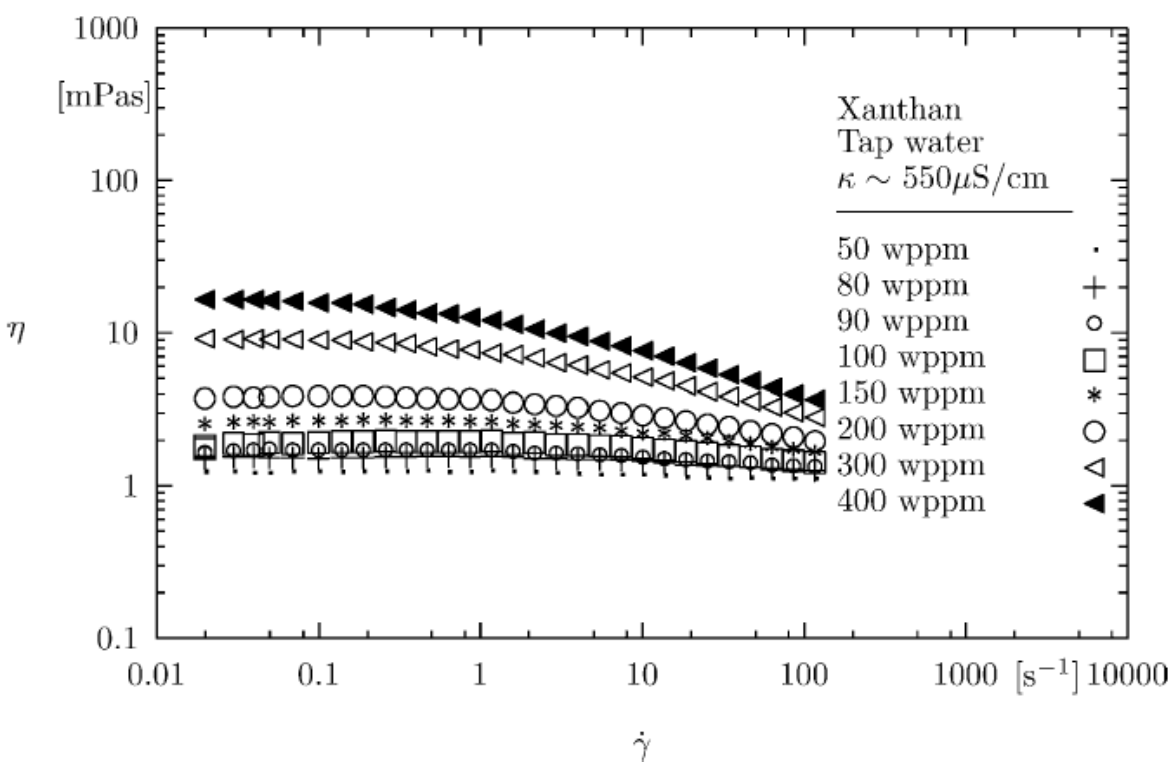 1000
[mPas]
100
η
10
1
0.1
0.01 0.1 1 10 100 1000 [s⁻¹] 10000
γ̇
Xanthan
Tap water
κ ∼ 550μS/cm
50 wppm
80 wppm
90 wppm
100 wppm
150 wppm
200 wppm
300 wppm
400 wppm